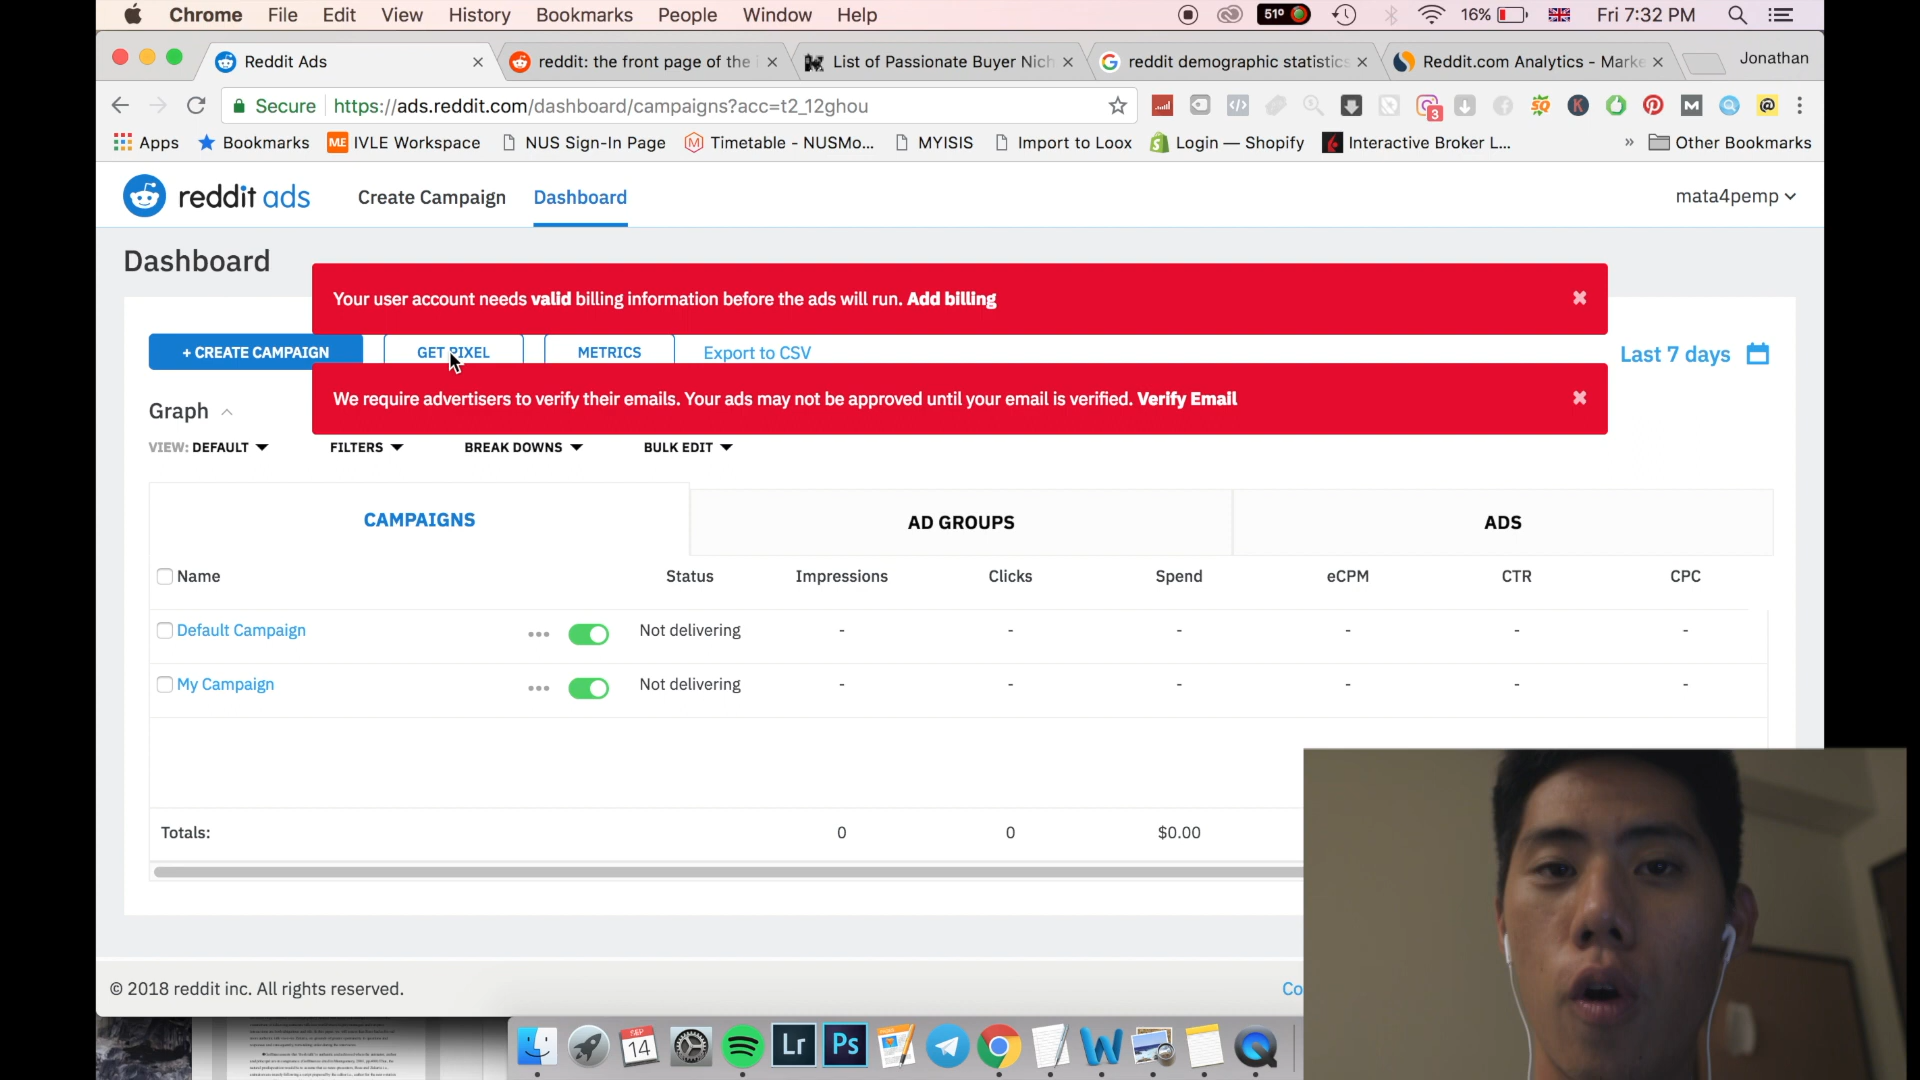 Chrome File Edit View History Bookmarks People Window Help 51° 16% Fri 7:32 PM
Reddit Ads reddit: the front page of the List of Passionate Buyer Nich reddit demographic statistics Reddit.com Analytics - Marke Jonathan
Secure https://ads.reddit.com/dashboard/campaigns?acc=t2_12ghou
Apps Bookmarks IVLE Workspace NUS Sign-In Page Timetable - NUSMo... MYISIS Import to Loox Login — Shopify Interactive Broker L... » Other Bookmarks
reddit ads Create Campaign Dashboard mata4pemp
Dashboard
Your user account needs valid billing information before the ads will run. Add billing
+ CREATE CAMPAIGN GET PIXEL METRICS Export to CSV Last 7 days
We require advertisers to verify their emails. Your ads may not be approved until your email is verified. Verify Email
Graph
VIEW: DEFAULT FILTERS BREAK DOWNS BULK EDIT
CAMPAIGNS AD GROUPS ADS
Name Status Impressions Clicks Spend eCPM CTR CPC
Default Campaign ••• Not delivering - - - - - -
My Campaign ••• Not delivering - - - - - -
Totals: 0 0 $0.00
© 2018 reddit inc. All rights reserved. Co
SEP
14 Lr Ps